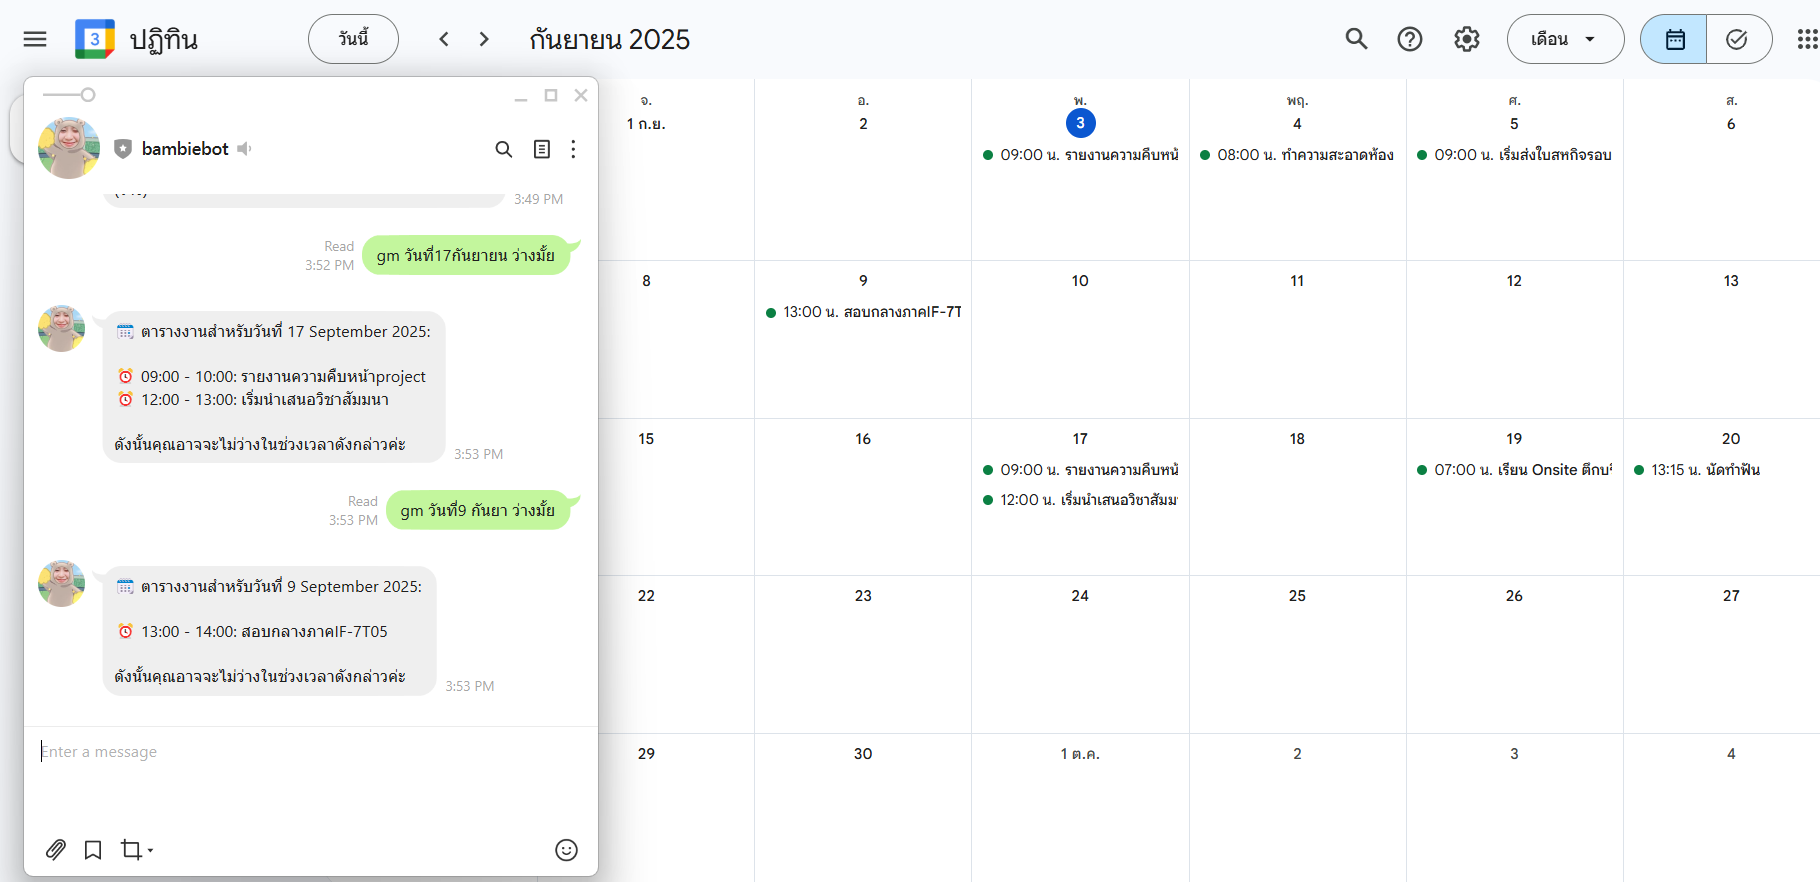 3 ปฏิทิน
วันนี้
กันยายน 2025
เดือน
bambiebot
3:49 PM
Read
3:52 PM
gm วันที่17กันยายน ว่างมั้ย
ตารางงานสำหรับวันที่ 17 September 2025:
09:00 - 10:00: รายงานความคืบหน้าproject
12:00 - 13:00: เริ่มนำเสนอวิชาสัมมนา
ดังนั้นคุณอาจจะไม่ว่างในช่วงเวลาดังกล่าวค่ะ
3:53 PM
Read
3:53 PM
gm วันที่9 กันยา ว่างมั้ย
ตารางงานสำหรับวันที่ 9 September 2025:
13:00 - 14:00: สอบกลางภาคIF-7T05
ดังนั้นคุณอาจจะไม่ว่างในช่วงเวลาดังกล่าวค่ะ
3:53 PM
Enter a message
จ. อ. พ. พฤ. ศ. ส.
1 ก.ย. 2 3 4 5 6
09:00 น. รายงานความคืบหน้
08:00 น. ทำความสะอาดห้อง
09:00 น. เริ่มส่งใบสหกิจรอบ
8 9 10 11 12 13
13:00 น. สอบกลางภาคIF-7T
15 16 17 18 19 20
09:00 น. รายงานความคืบหน้
07:00 น. เรียน Onsite ตึกบ
13:15 น. นัดทำฟัน
12:00 น. เริ่มนำเสนอวิชาสัมม
22 23 24 25 26 27
29 30 1 ต.ค. 2 3 4